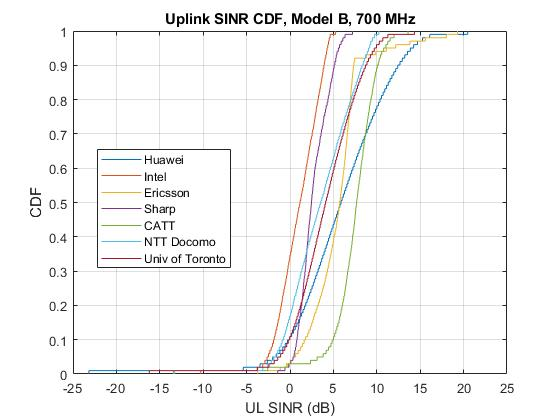 Uplink SINR CDF, Model B, 700 MHz
1
0.9
0.8
0.7
0.6
0.5
0.4
0.3
0.2
0.1
0
CDF
Huawei
Intel
Ericsson
Sharp
CATT
NTT Docomo
Univ of Toronto
-25 -20 -15 -10 -5 0 5 10 15 20 25
UL SINR (dB)